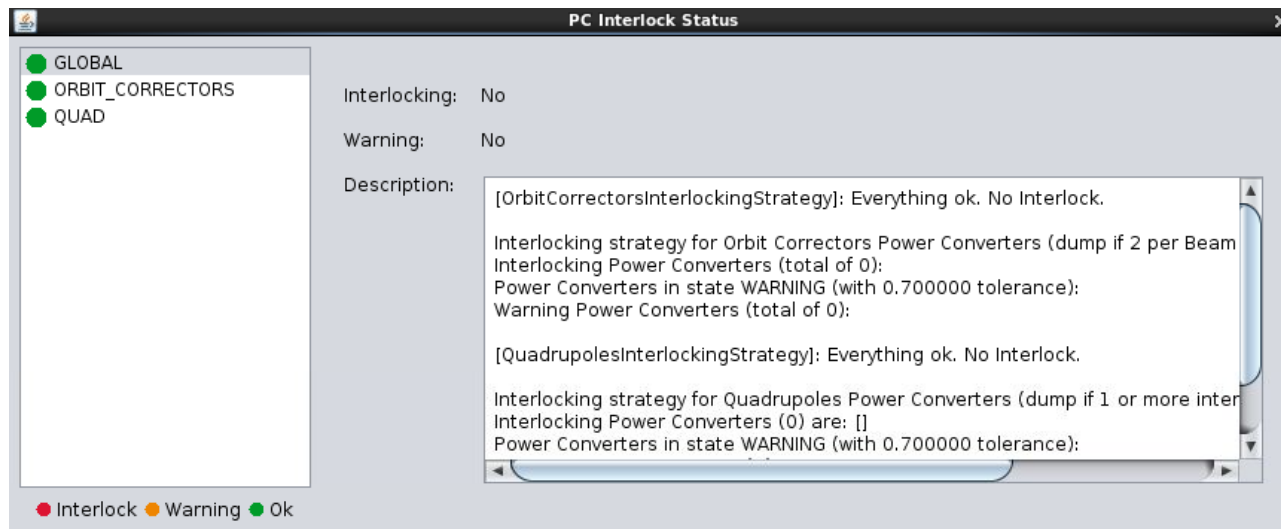 PC Interlock Status
GLOBAL
ORBIT_CORRECTORS
QUAD
Interlocking: No
Warning: No
Description:
[OrbitCorrectorsInterlockingStrategy]: Everything ok. No Interlock.
Interlocking strategy for Orbit Correctors Power Converters (dump if 2 per Beam
Interlocking Power Converters (total of 0):
Power Converters in state WARNING (with 0.700000 tolerance):
Warning Power Converters (total of 0):
[QuadrupolesInterlockingStrategy]: Everything ok. No Interlock.
Interlocking strategy for Quadrupoles Power Converters (dump if 1 or more inter
Interlocking Power Converters (0) are: []
Power Converters in state WARNING (with 0.700000 tolerance):
Interlock Warning Ok